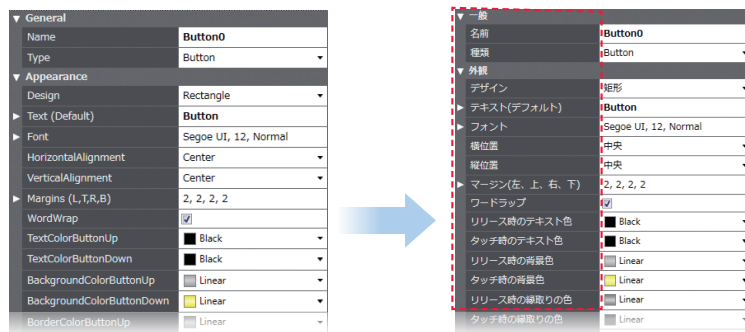 General
Name Button0
Type Button
Appearance
Design Rectangle
Text (Default) Button
Font Segoe UI, 12, Normal
HorizontalAlignment Center
VerticalAlignment Center
Margins (L,T,R,B) 2, 2, 2, 2
WordWrap
TextColorButtonUp Black
TextColorButtonDown Black
BackgroundColorButtonUp Linear
BackgroundColorButtonDown Linear
BorderColorButtonUp Linear
一般
名前 Button0
種類 Button
外観
デザイン 矩形
テキスト(デフォルト) Button
フォント Segoe UI, 12, Normal
横位置 中央
縦位置 中央
マージン(左、上、右、下) 2, 2, 2, 2
ワードラップ
リリース時のテキスト色 Black
タッチ時のテキスト色 Black
リリース時の背景色 Linear
タッチ時の背景色 Linear
リリース時の縁取りの色 Linear
タッチ時の縁取りの色 Linear